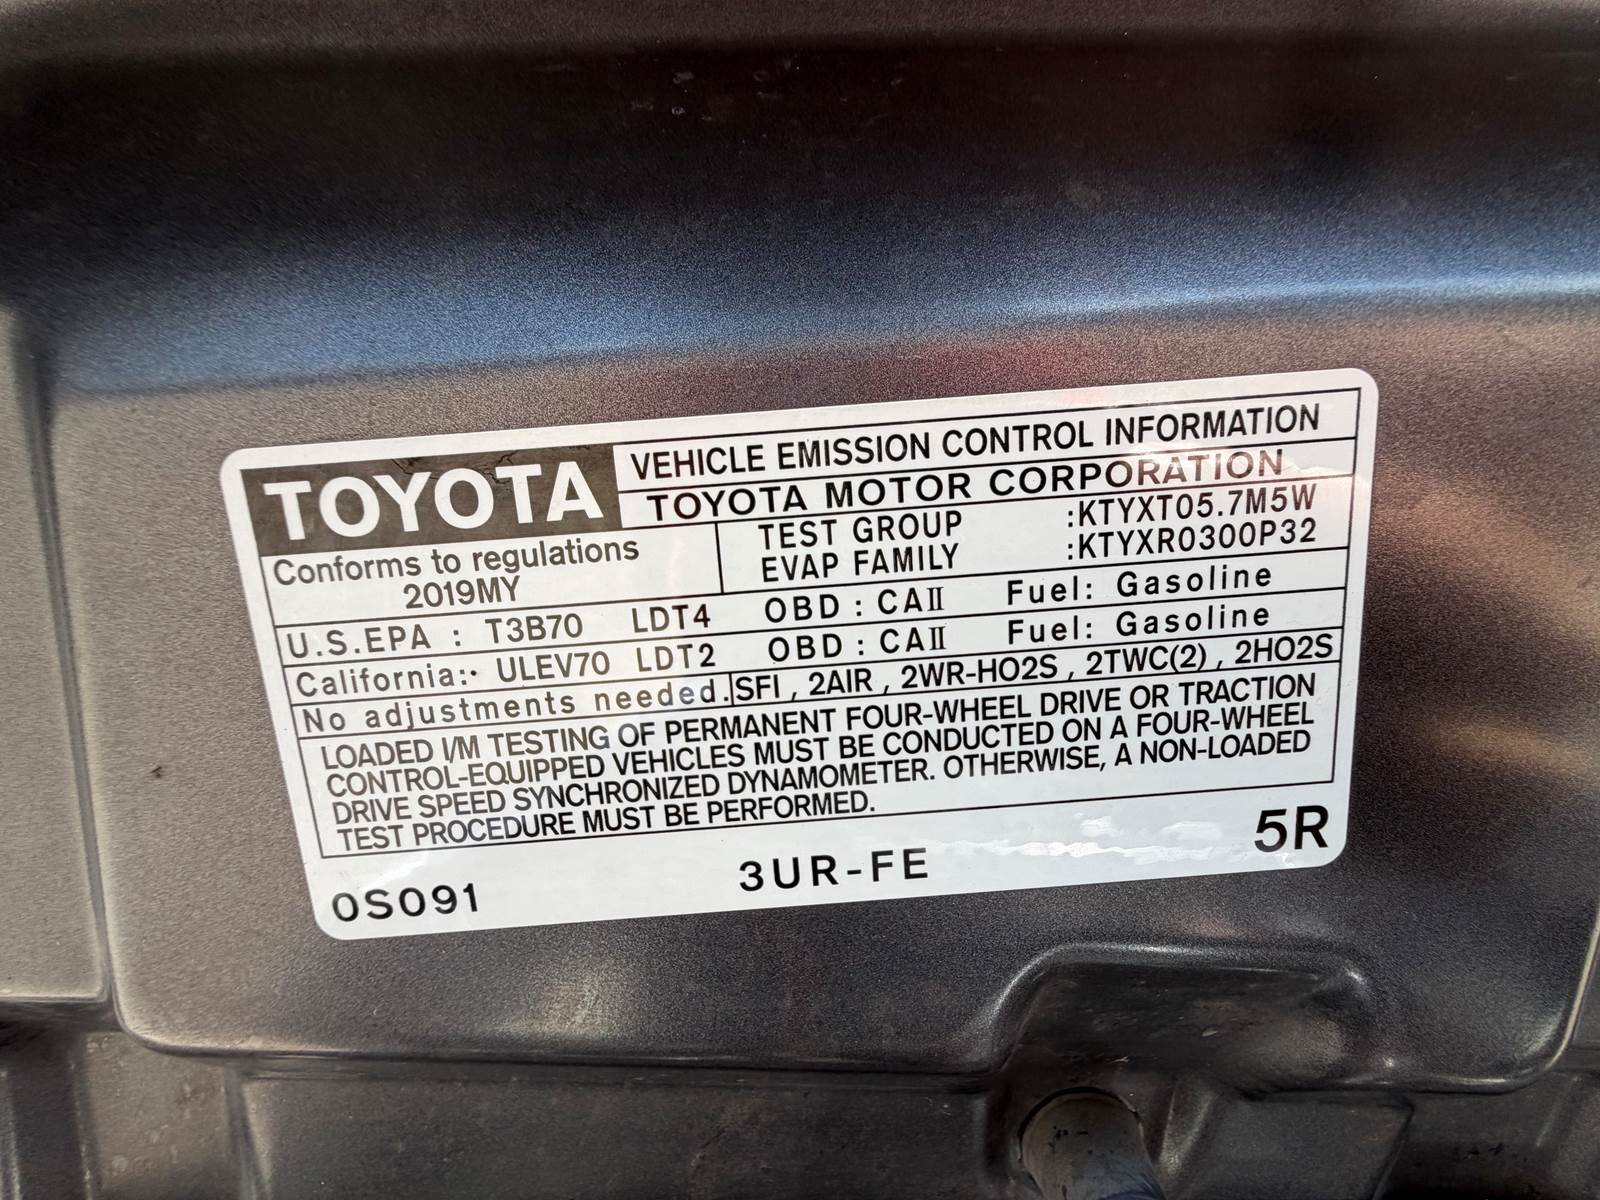 TOYOTA
VEHICLE EMISSION CONTROL INFORMATION
TOYOTA MOTOR CORPORATION
Conforms to regulations
2019MY
TEST GROUP :KTYXT05.7M5W
EVAP FAMILY :KTYXR0300P32
U.S.EPA : T3B70 LDT4 OBD : CAII Fuel: Gasoline
California: ULEV70 LDT2 OBD : CAII Fuel: Gasoline
No adjustments needed. SFI , 2AIR , 2WR-HO2S , 2TWC(2) , 2HO2S
LOADED I/M TESTING OF PERMANENT FOUR-WHEEL DRIVE OR TRACTION
CONTROL-EQUIPPED VEHICLES MUST BE CONDUCTED ON A FOUR-WHEEL
DRIVE SPEED SYNCHRONIZED DYNAMOMETER. OTHERWISE, A NON-LOADED
TEST PROCEDURE MUST BE PERFORMED.
0S091 3UR-FE 5R